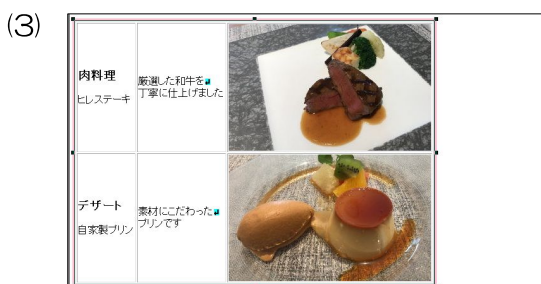 (3)
肉料理
ヒレステーキ
厳選した和牛を
丁寧に仕上げました
デザート
自家製プリン
素材にこだわった
プリンです